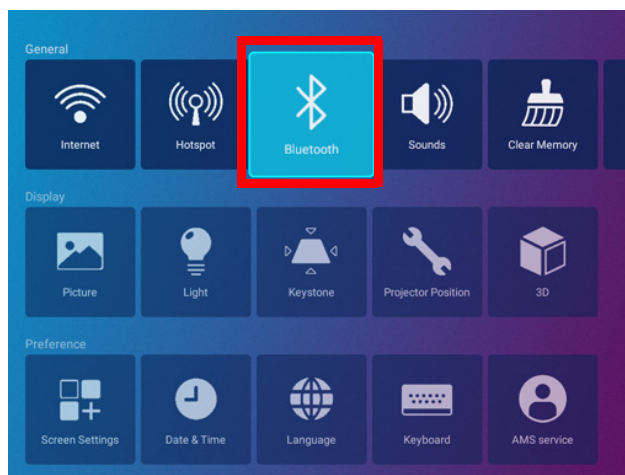 General
Internet
Hotspot
Bluetooth
Sounds
Clear Memory
Display
Picture
Light
Keystone
Projector Position
3D
Preference
Screen Settings
Date & Time
Language
Keyboard
AMS service